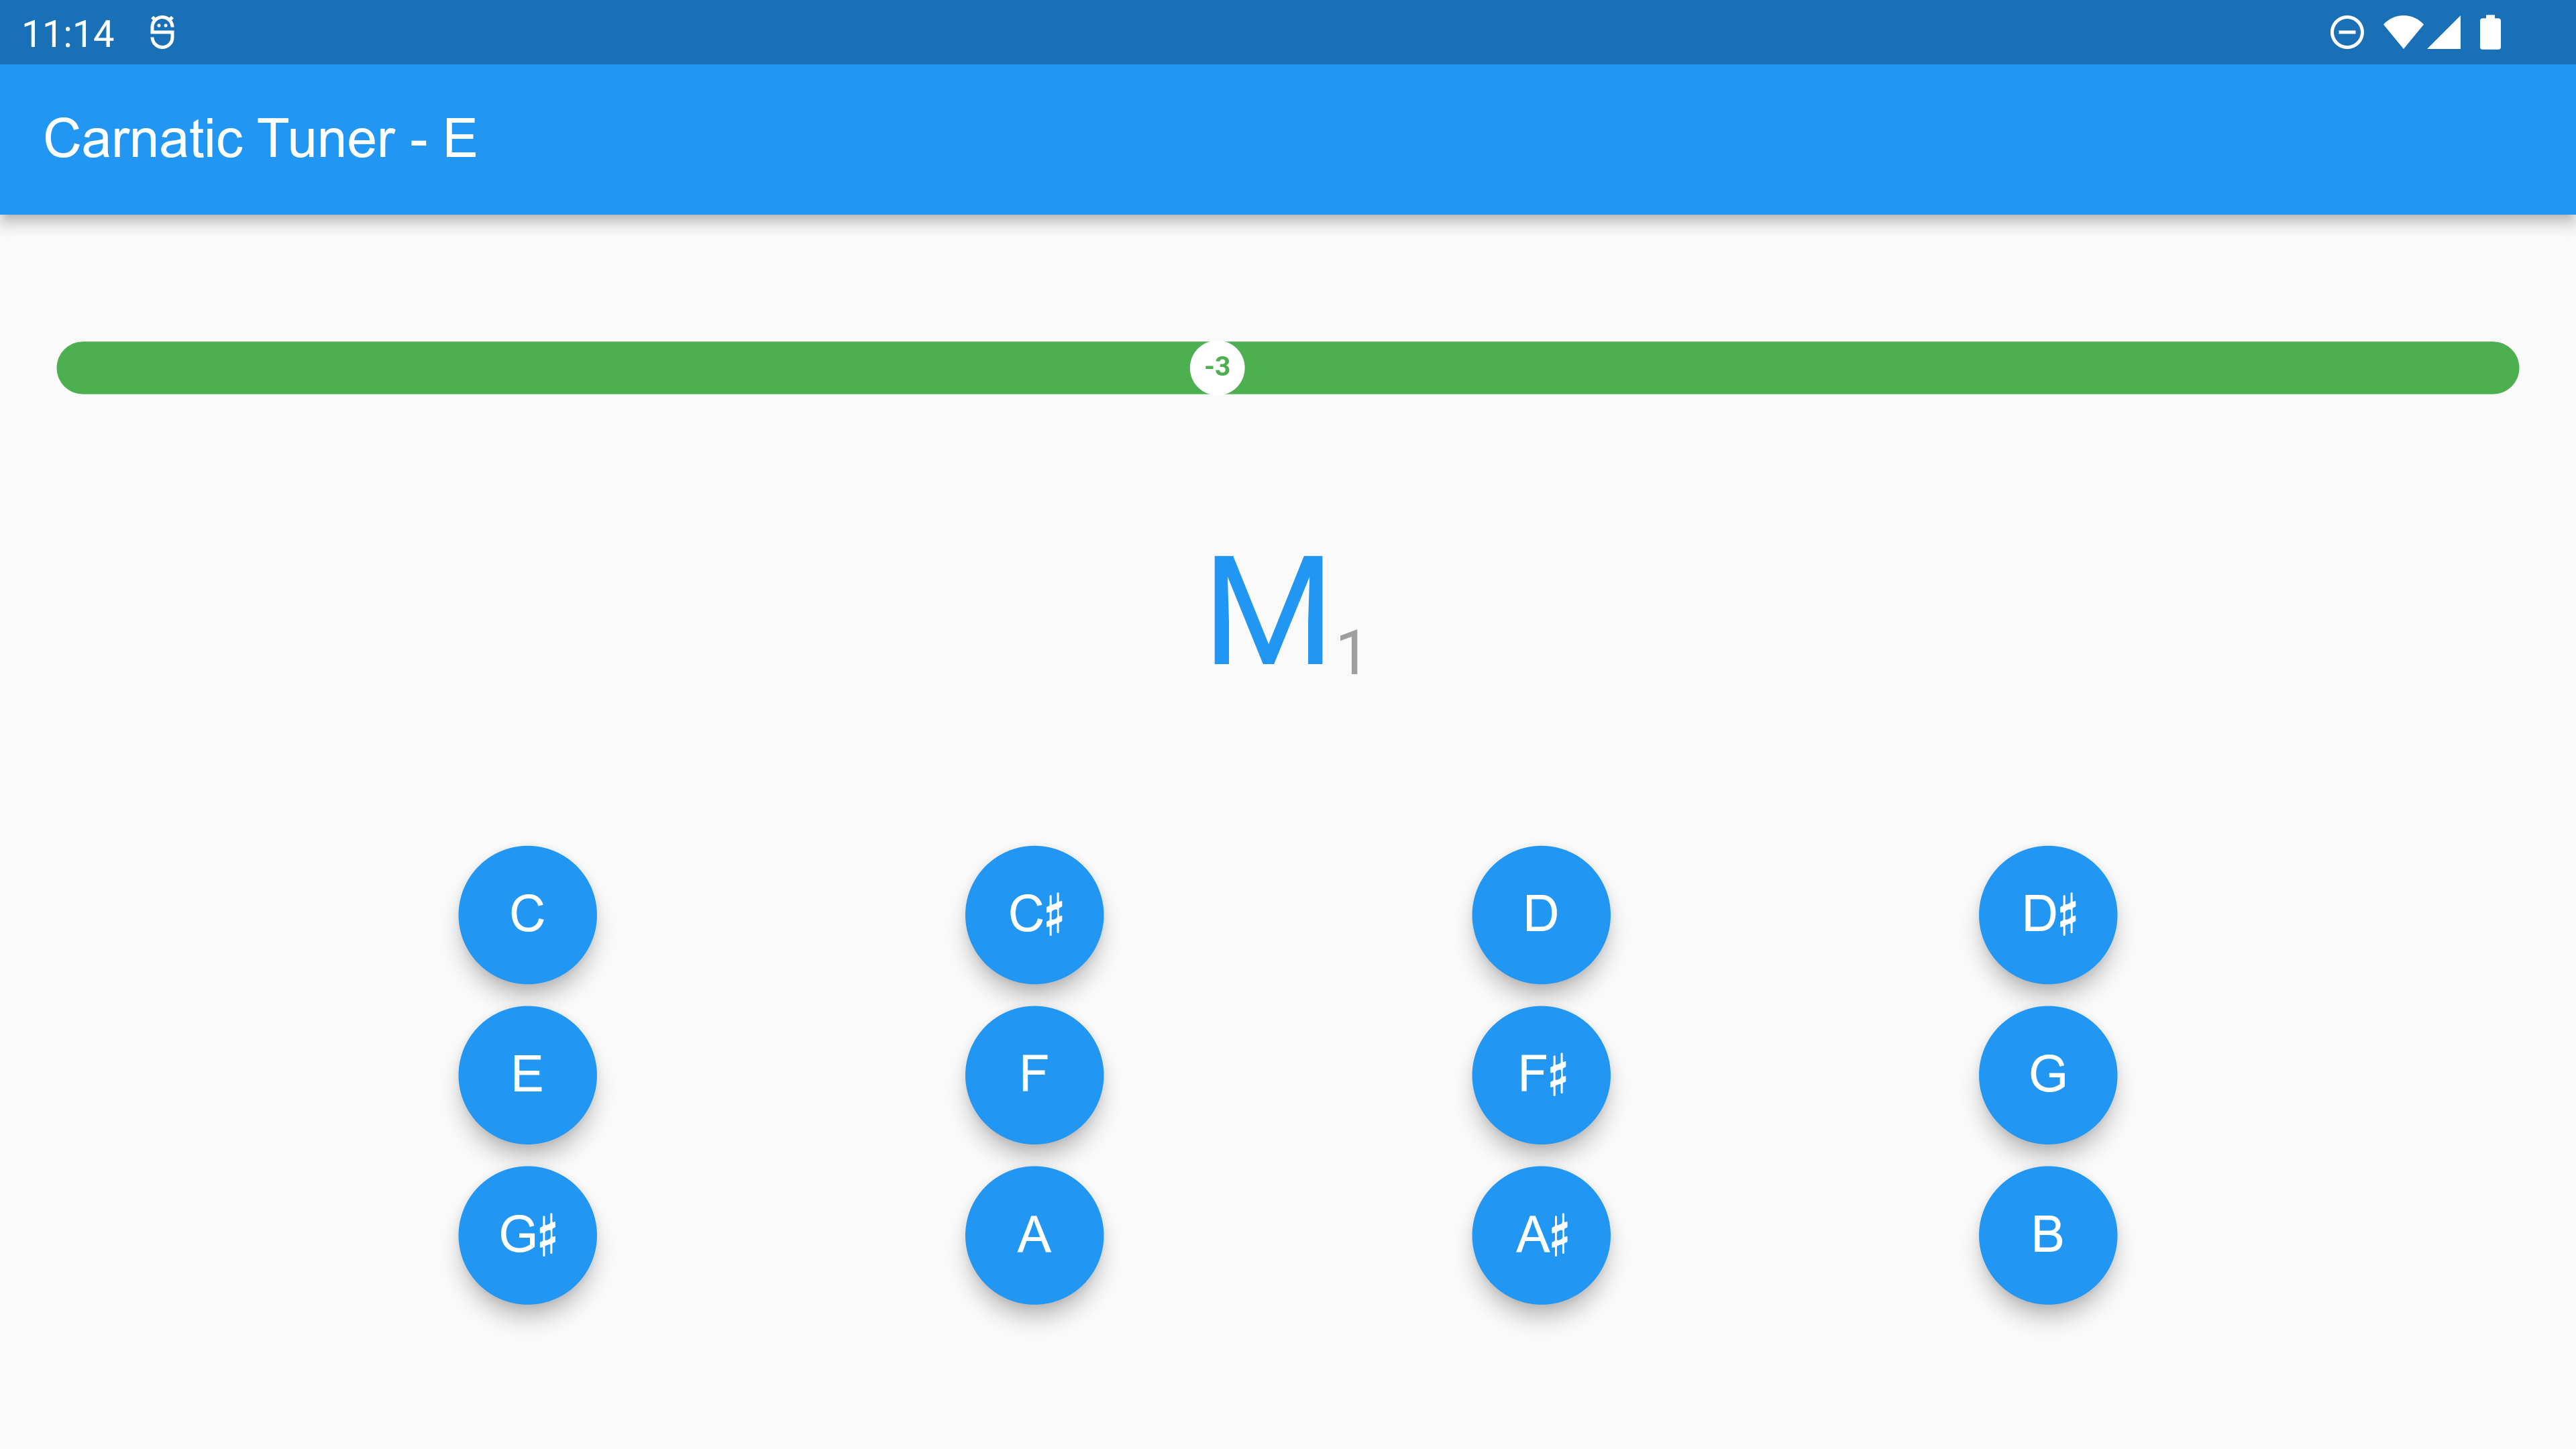 11:14
Carnatic Tuner - E
-3
M1
C C♯ D D♯
E F F♯ G
G♯ A A♯ B